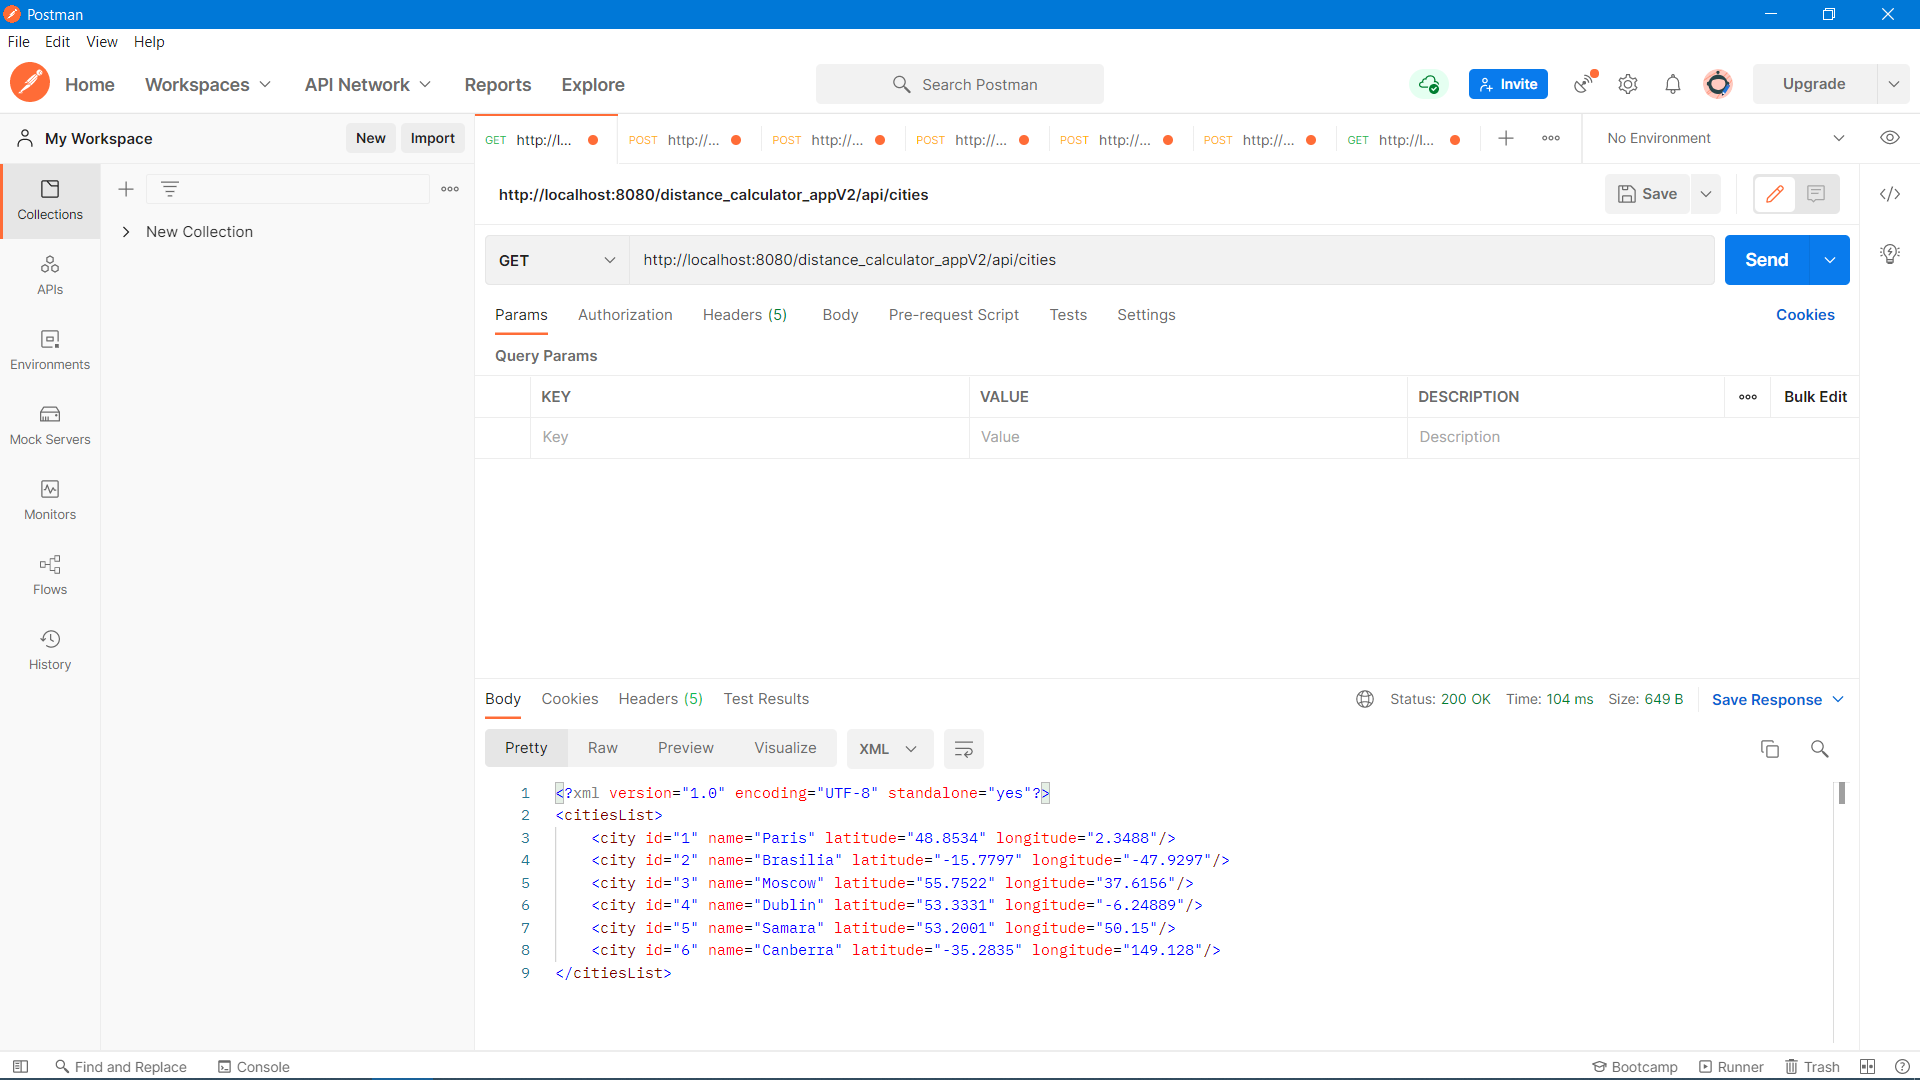 Postman
File Edit View Help
Home Workspaces API Network Reports Explore Search Postman Invite Upgrade
My Workspace New Import
GET http://l... POST http://... POST http://... POST http://... POST http://... POST http://... GET http://l... No Environment
Collections
APIs
Environments
Mock Servers
Monitors
Flows
History
New Collection
http://localhost:8080/distance_calculator_appV2/api/cities Save
GET http://localhost:8080/distance_calculator_appV2/api/cities Send
Params Authorization Headers (5) Body Pre-request Script Tests Settings Cookies
Query Params
KEY VALUE DESCRIPTION Bulk Edit
Key Value Description
Body Cookies Headers (5) Test Results Status: 200 OK Time: 104 ms Size: 649 B Save Response
Pretty Raw Preview Visualize XML
1 <?xml version="1.0" encoding="UTF-8" standalone="yes"?>
2 <citiesList>
3 <city id="1" name="Paris" latitude="48.8534" longitude="2.3488"/>
4 <city id="2" name="Brasilia" latitude="-15.7797" longitude="-47.9297"/>
5 <city id="3" name="Moscow" latitude="55.7522" longitude="37.6156"/>
6 <city id="4" name="Dublin" latitude="53.3331" longitude="-6.24889"/>
7 <city id="5" name="Samara" latitude="53.2001" longitude="50.15"/>
8 <city id="6" name="Canberra" latitude="-35.2835" longitude="149.128"/>
9 </citiesList>
Find and Replace Console Bootcamp Runner Trash